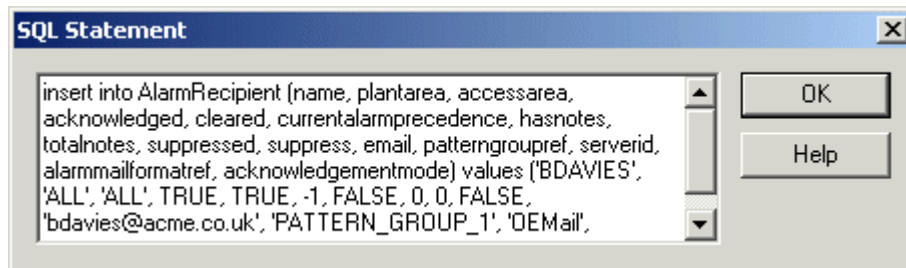 SQL Statement
insert into AlarmRecipient (name, plantarea, accessarea,
acknowledged, cleared, currentalarmprecedence, hasnotes,
totalnotes, suppressed, suppress, email, patterngroupref, serverid,
alarmmailformatref, acknowledgementmode) values ('BDAVIES',
'ALL', 'ALL', TRUE, TRUE, -1, FALSE, 0, 0, FALSE,
'bdavies@acme.co.uk', 'PATTERN_GROUP_1', 'OEMail',
OK
Help